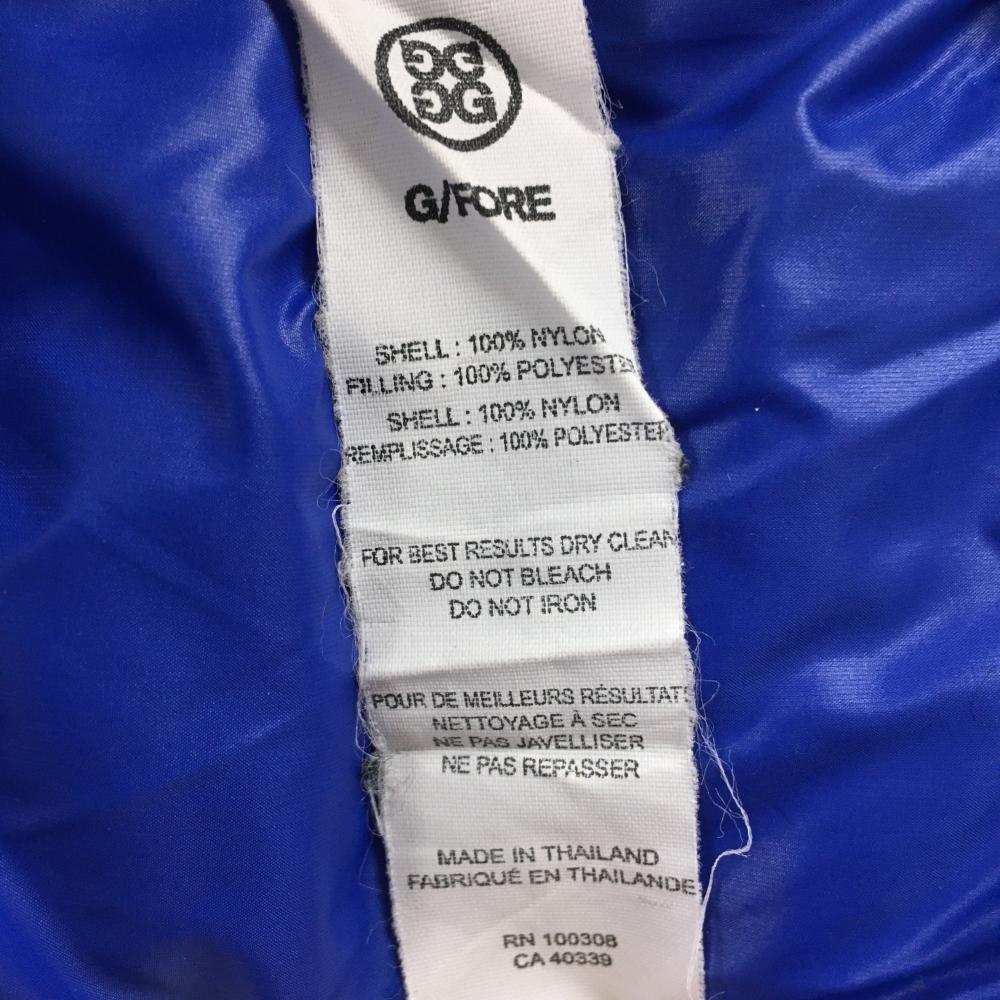 G/FORE
SHELL : 100% NYLON
FILLING : 100% POLYESTE
SHELL : 100% NYLON
REMPLISSAGE : 100% POLYESTER
FOR BEST RESULTS DRY CLEAN
DO NOT BLEACH
DO NOT IRON
POUR DE MEILLEURS RÉSULTATS
NETTOYAGE À SEC
NE PAS JAVELLISER
NE PAS REPASSER
MADE IN THAILAND
FABRIQUÉ EN THAILANDE
RN 100308
CA 40339